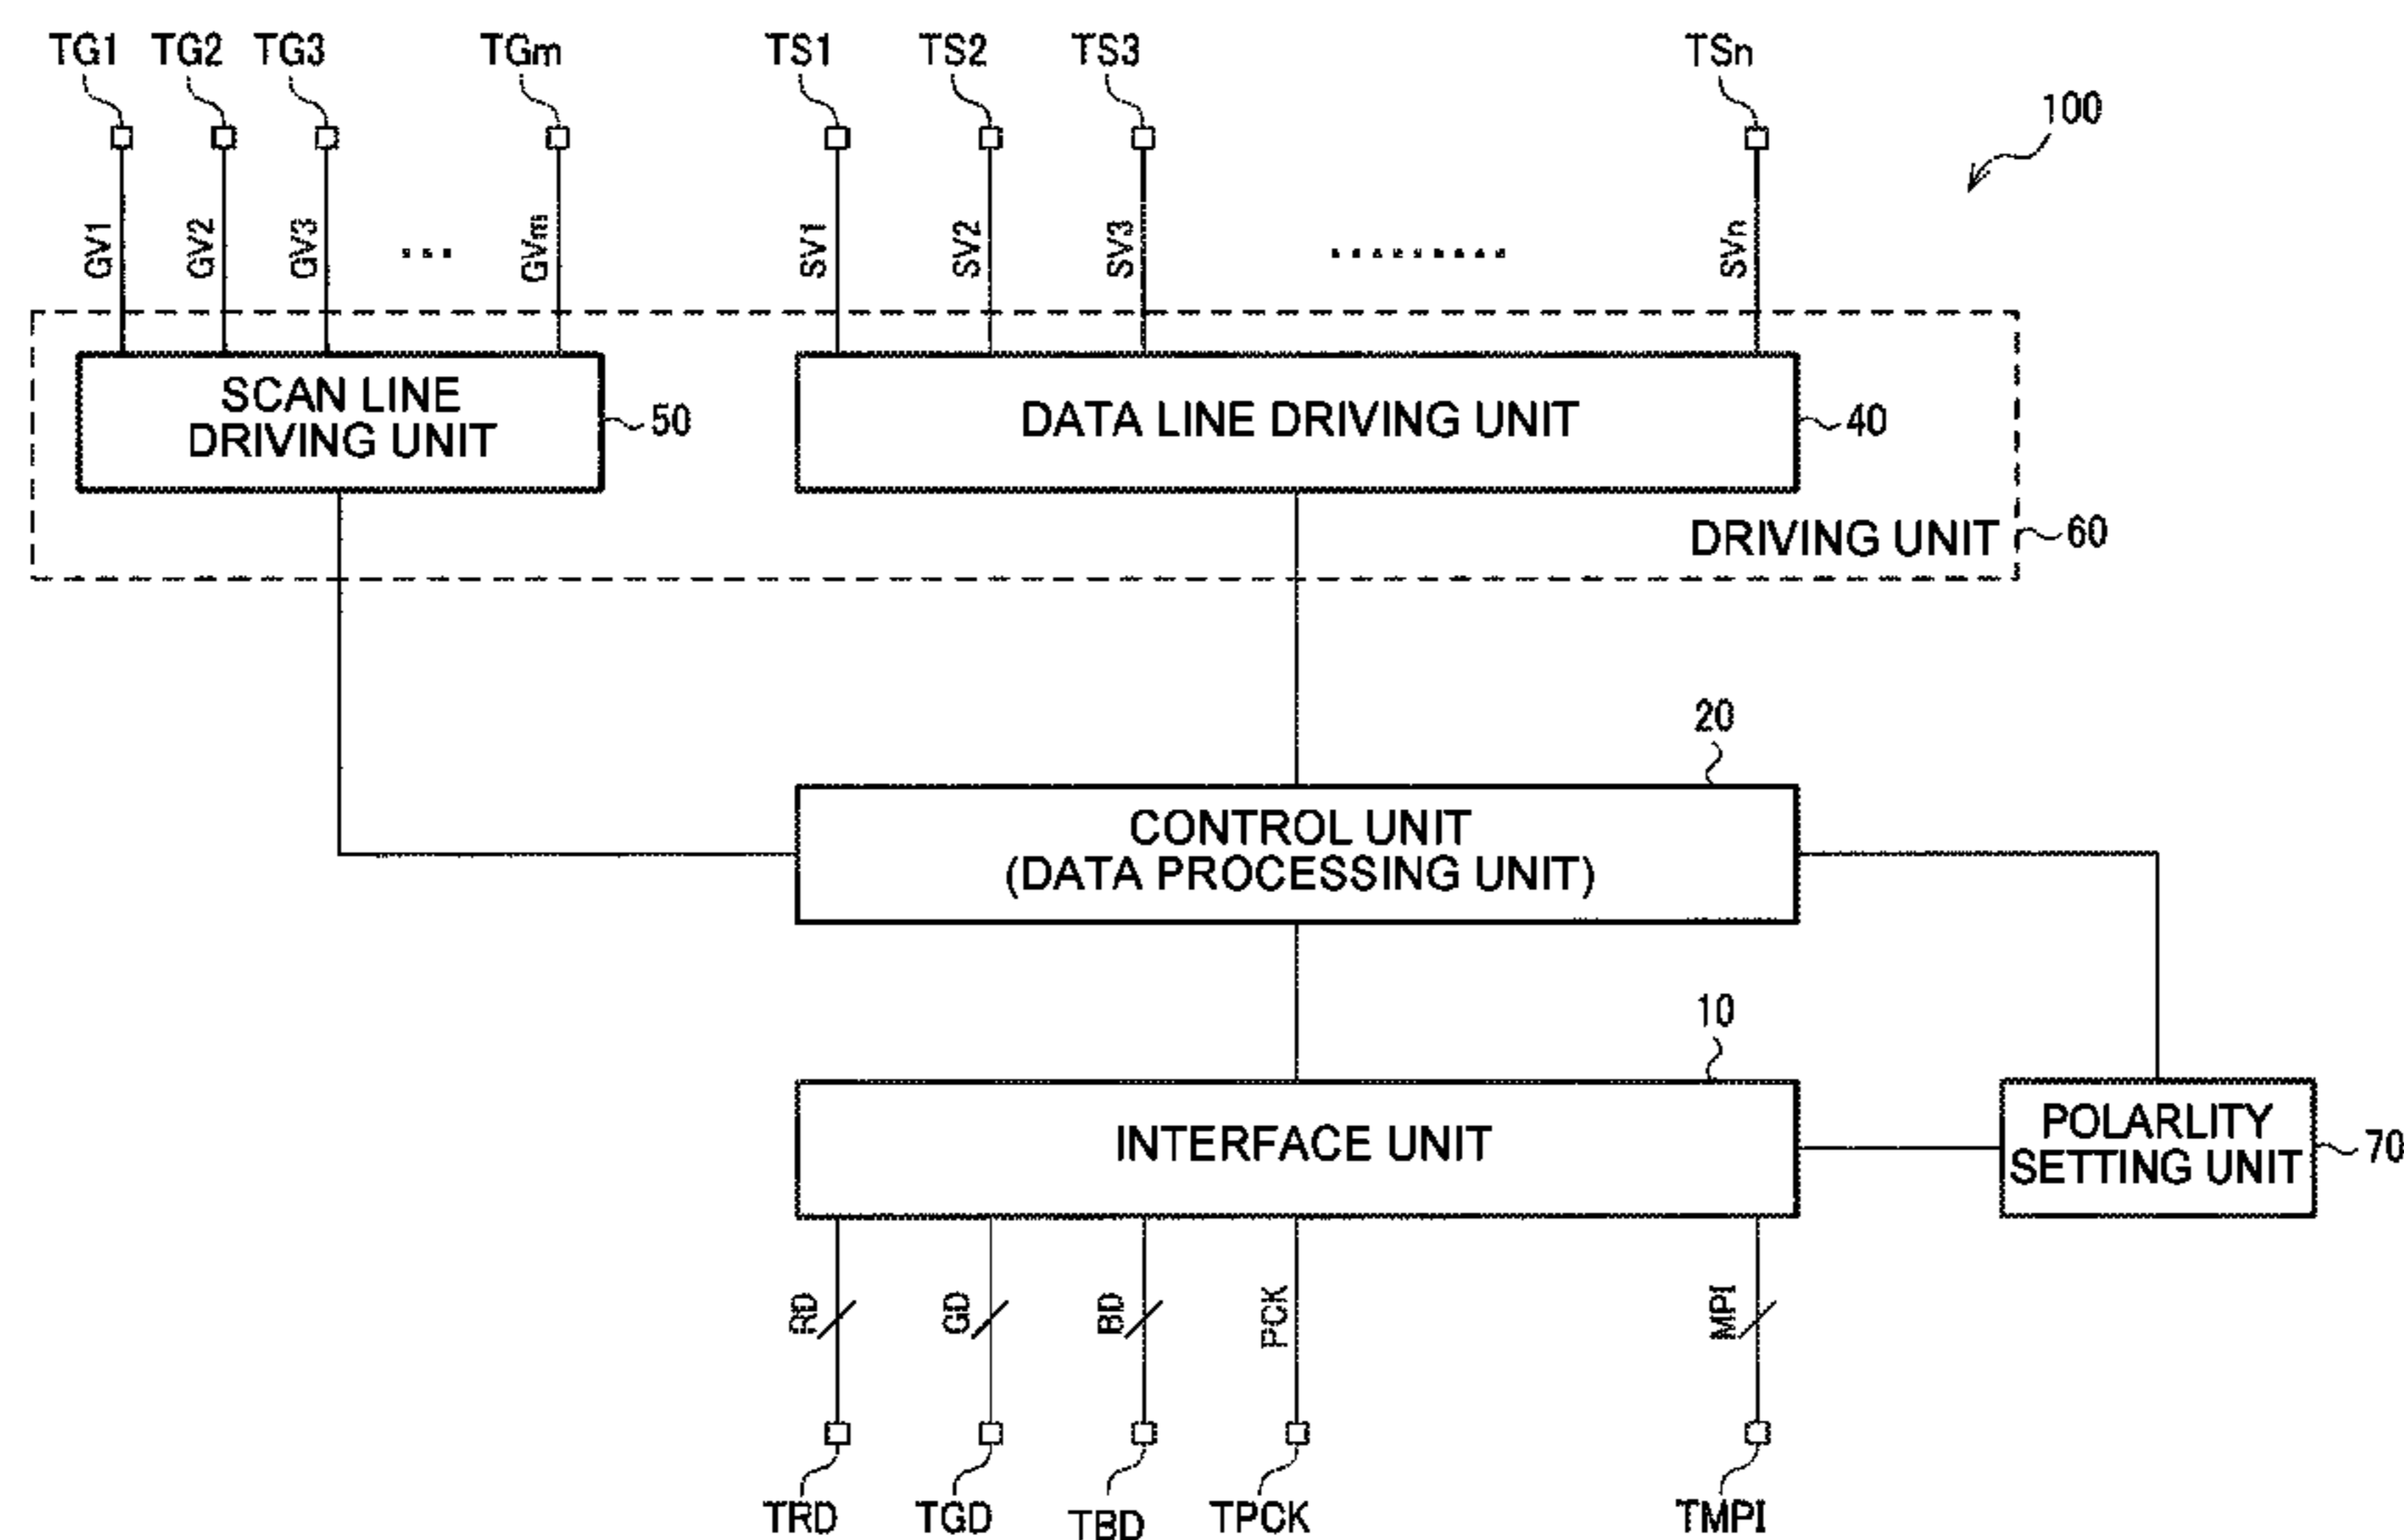 TG1 TG2 TG3 TGm TS1 TS2 TS3 TSn
100
GV1 GV2 GV3 ... GVm SV1 SV2 SV3 ......... SVn
SCAN LINE
DRIVING UNIT
50
DATA LINE DRIVING UNIT
40
DRIVING UNIT
60
20
CONTROL UNIT
(DATA PROCESSING UNIT)
10
INTERFACE UNIT
POLARLITY
SETTING UNIT
70
RD GD BD PCK MPI
TRD TGD TBD TPCK TMPI